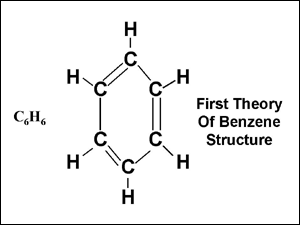 H
H C H
C C
C₆H₆
First Theory
Of Benzene
Structure
C C
H C H
H